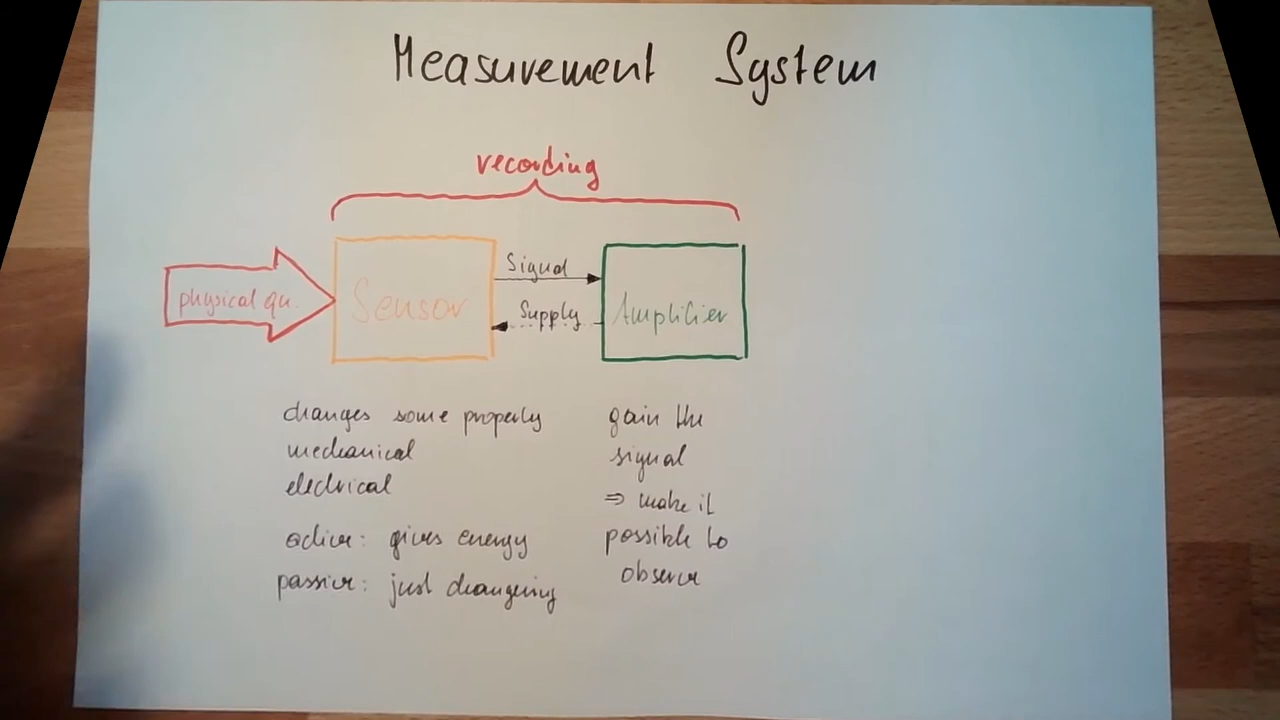 Measurement System
recording
physical qu.
Sensor
Signal
Supply
Amplifier
changes some property
mechanical
electrical
active: gives energy
passive: just changeing
gain the
signal
⇒ make it
possible to
observe